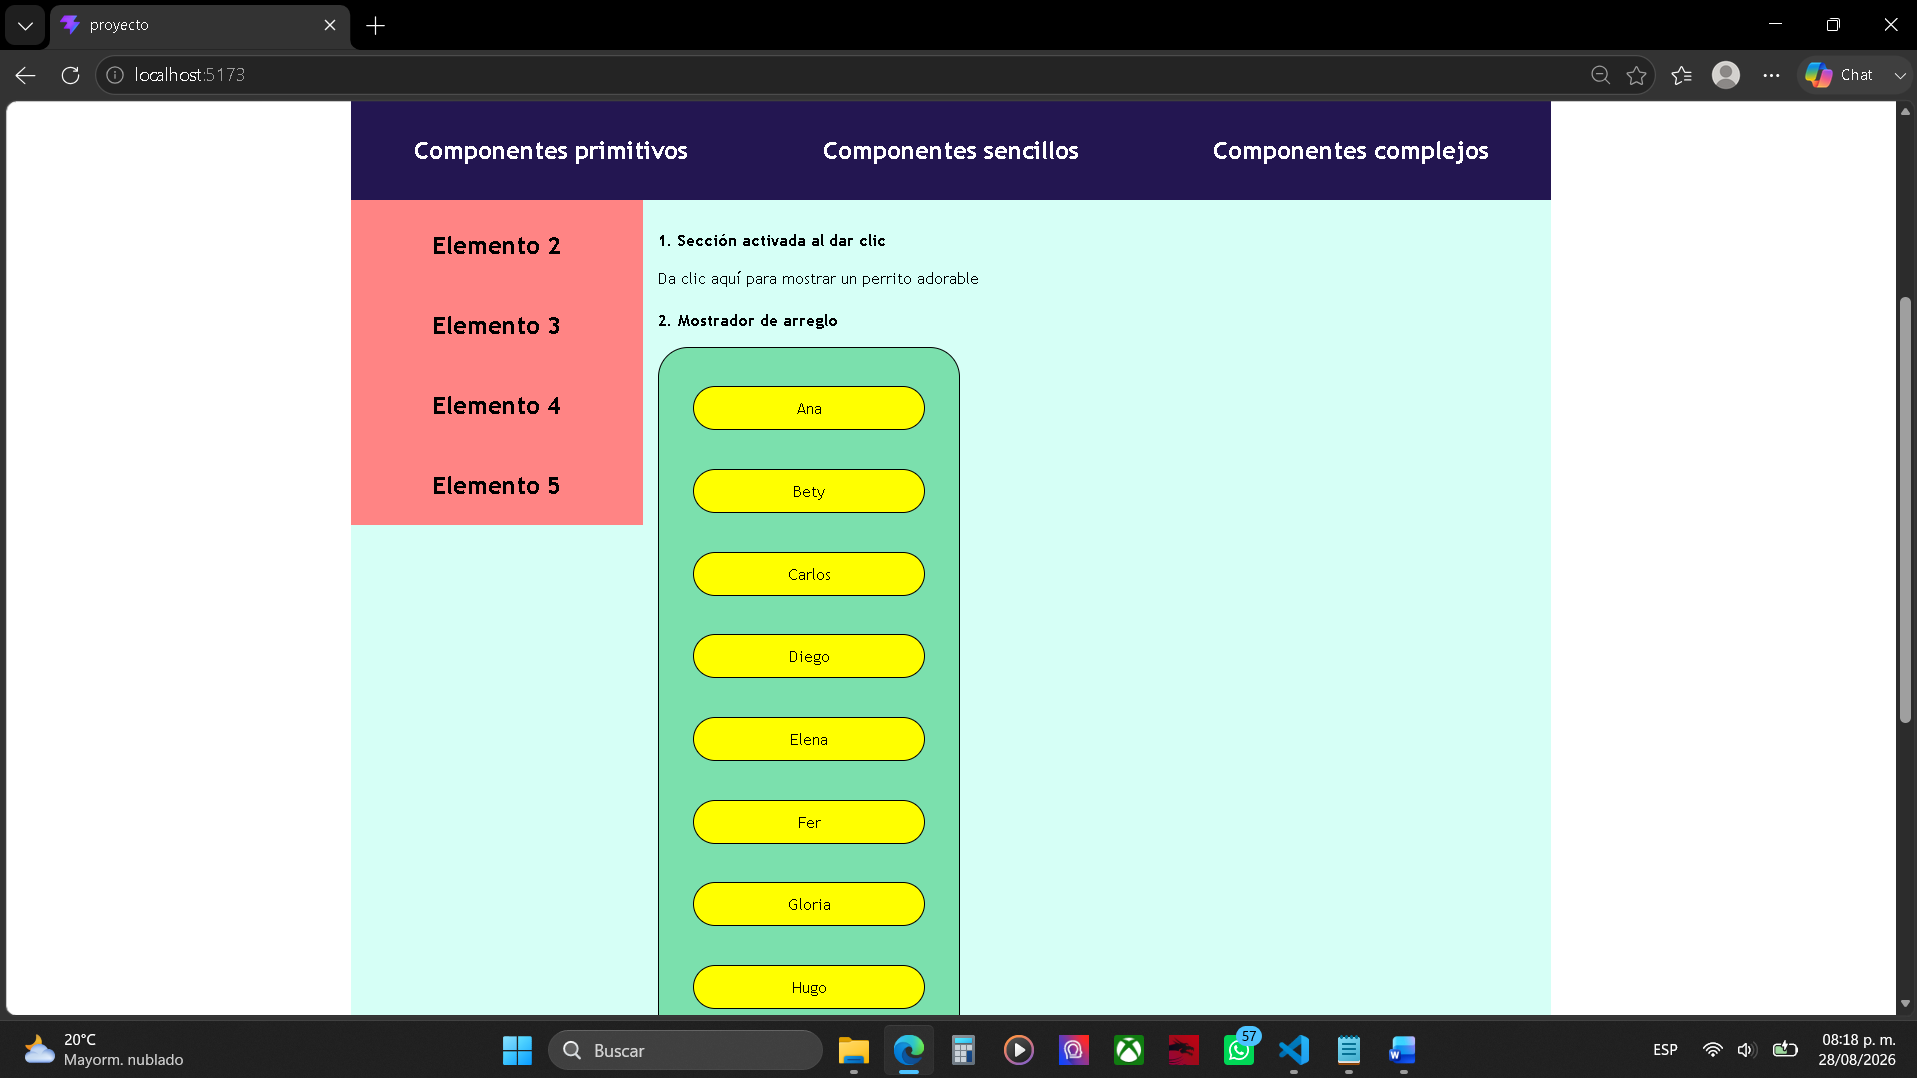 proyecto
localhost:5173
Chat
Componentes primitivos
Componentes sencillos
Componentes complejos
Elemento 2
Elemento 3
Elemento 4
Elemento 5
1. Sección activada al dar clic
Da clic aquí para mostrar un perrito adorable
2. Mostrador de arreglo
Ana
Bety
Carlos
Diego
Elena
Fer
Gloria
Hugo
20°C
Mayorm. nublado
Buscar
57
W
ESP
08:18 p. m.
28/08/2026